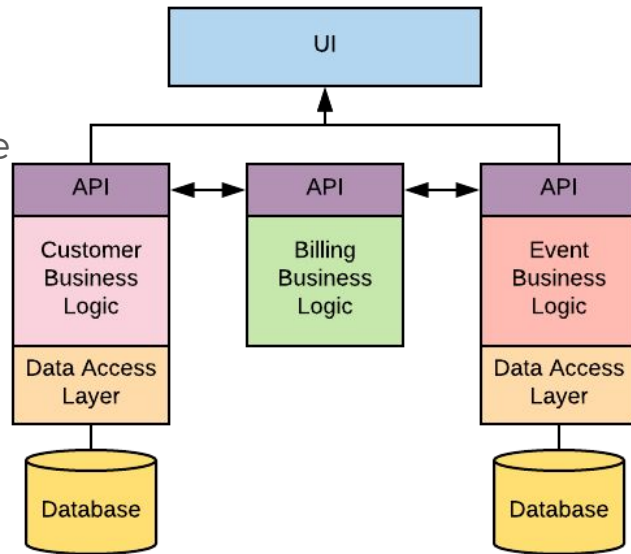 UI
e
API
API
API
Customer
Business
Logic
Billing
Business
Logic
Event
Business
Logic
Data Access
Layer
Data Access
Layer
Database
Database